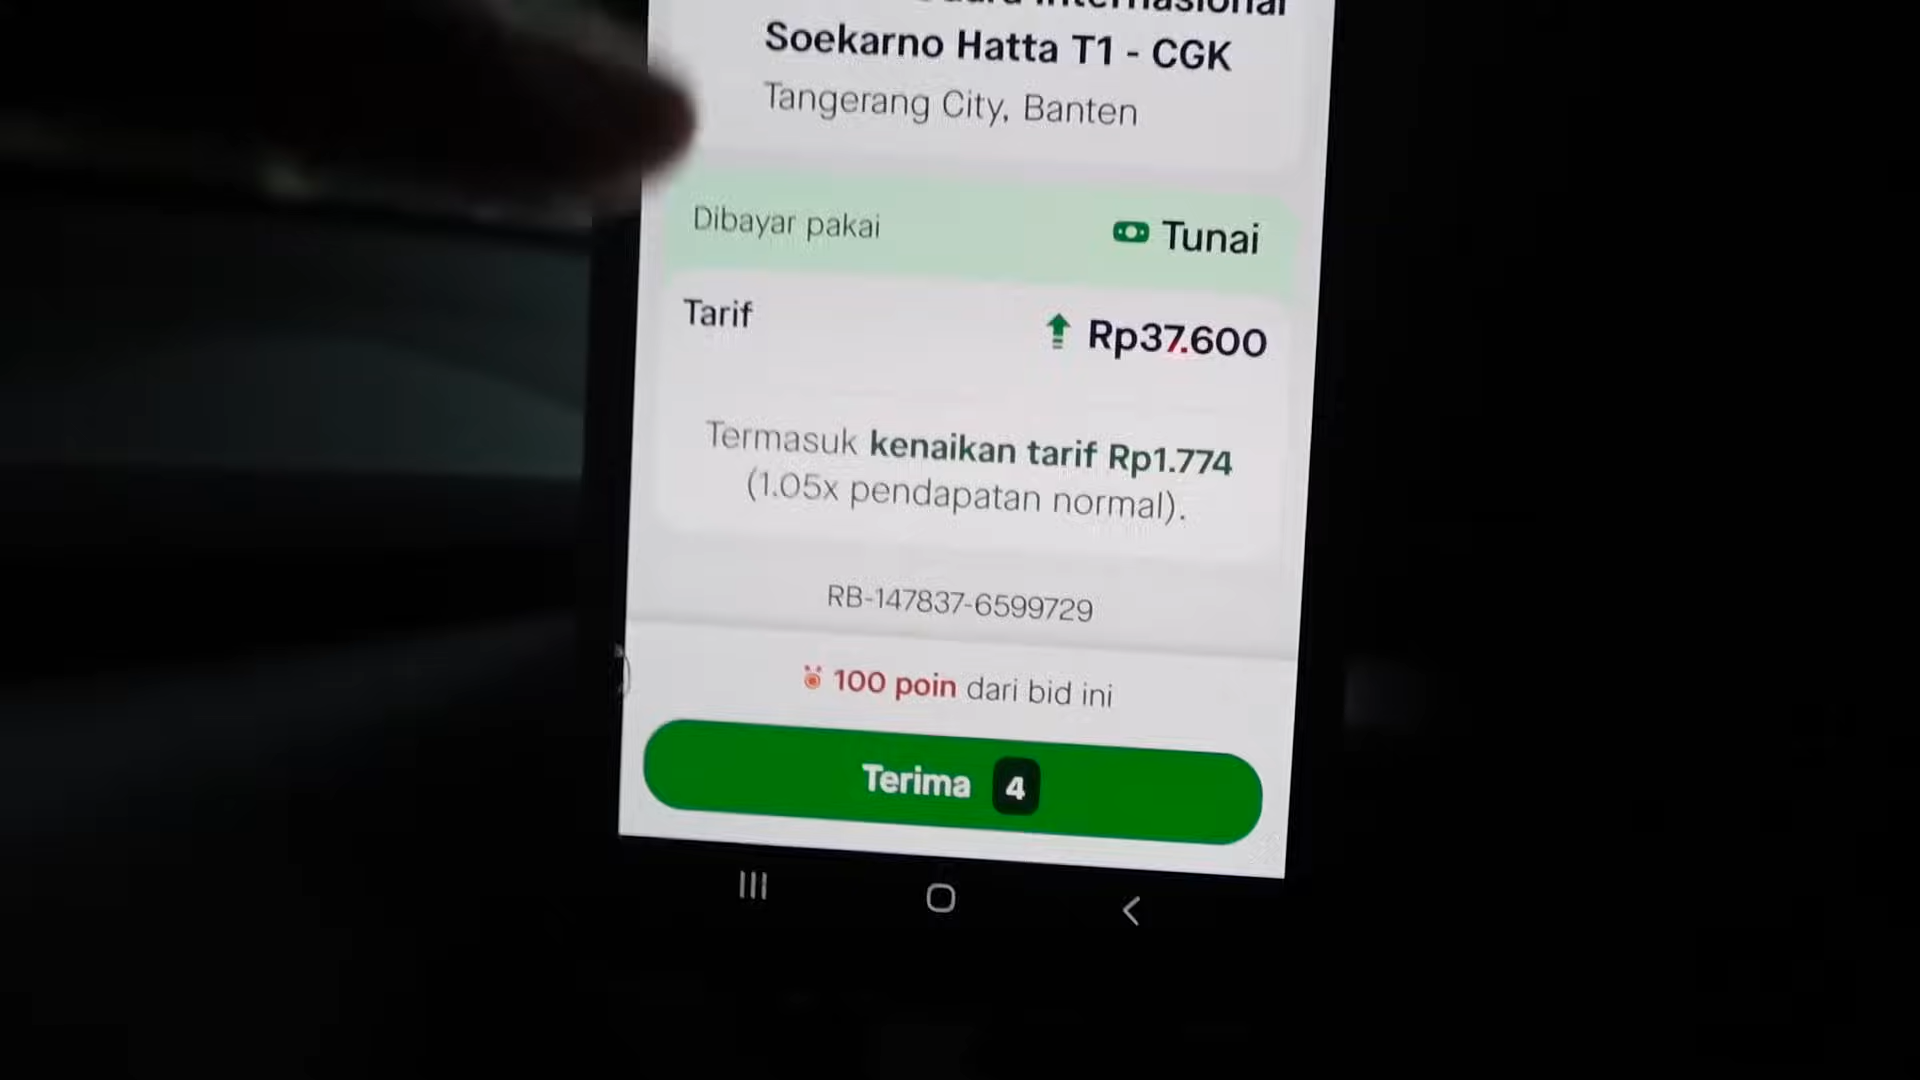 Internasional
Soekarno Hatta T1 - CGK
Tangerang City, Banten
Dibayar pakai
Tunai
Tarif
Rp37.600
Termasuk kenaikan tarif Rp1.774
(1.05x pendapatan normal).
RB-147837-6599729
100 poin dari bid ini
Terima 4